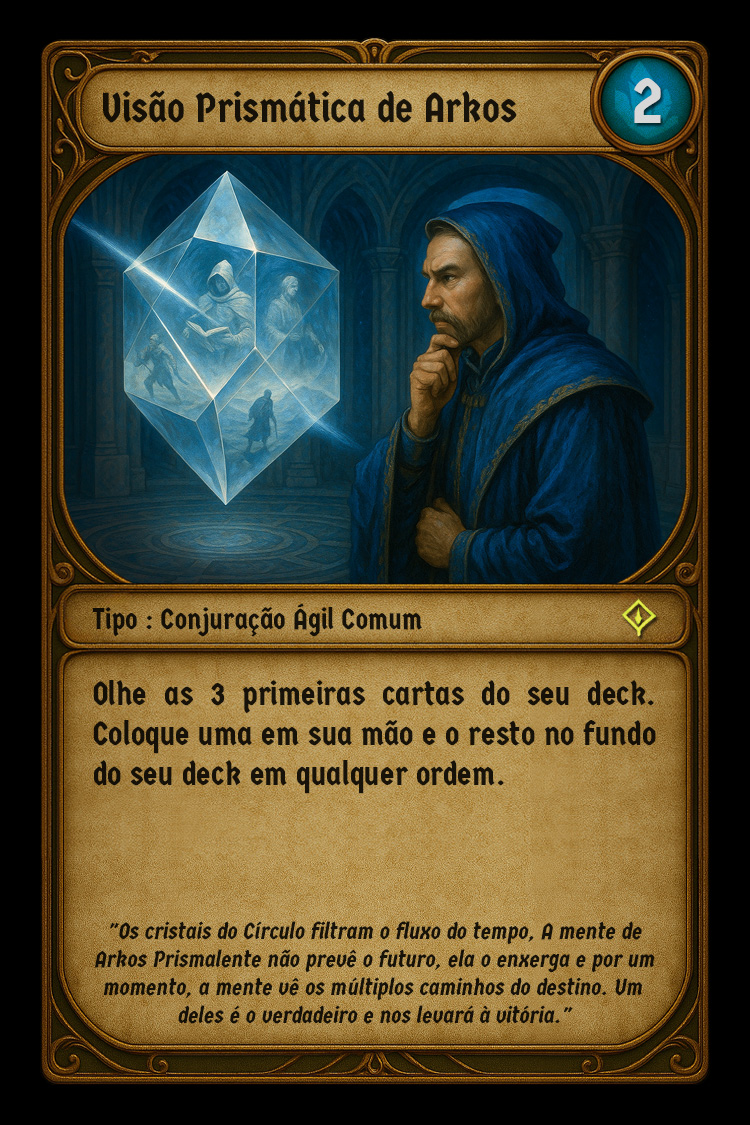 Visão Prismática de Arkos
2
Tipo : Conjuração Ágil Comum
Olhe as 3 primeiras cartas do seu deck.
Coloque uma em sua mão e o resto no fundo
do seu deck em qualquer ordem.
"Os cristais do Círculo filtram o fluxo do tempo, A mente de
Arkos Prismalente não prevê o futuro, ela o enxerga e por um
momento, a mente vê os múltiplos caminhos do destino. Um
deles é o verdadeiro e nos levará à vitória."